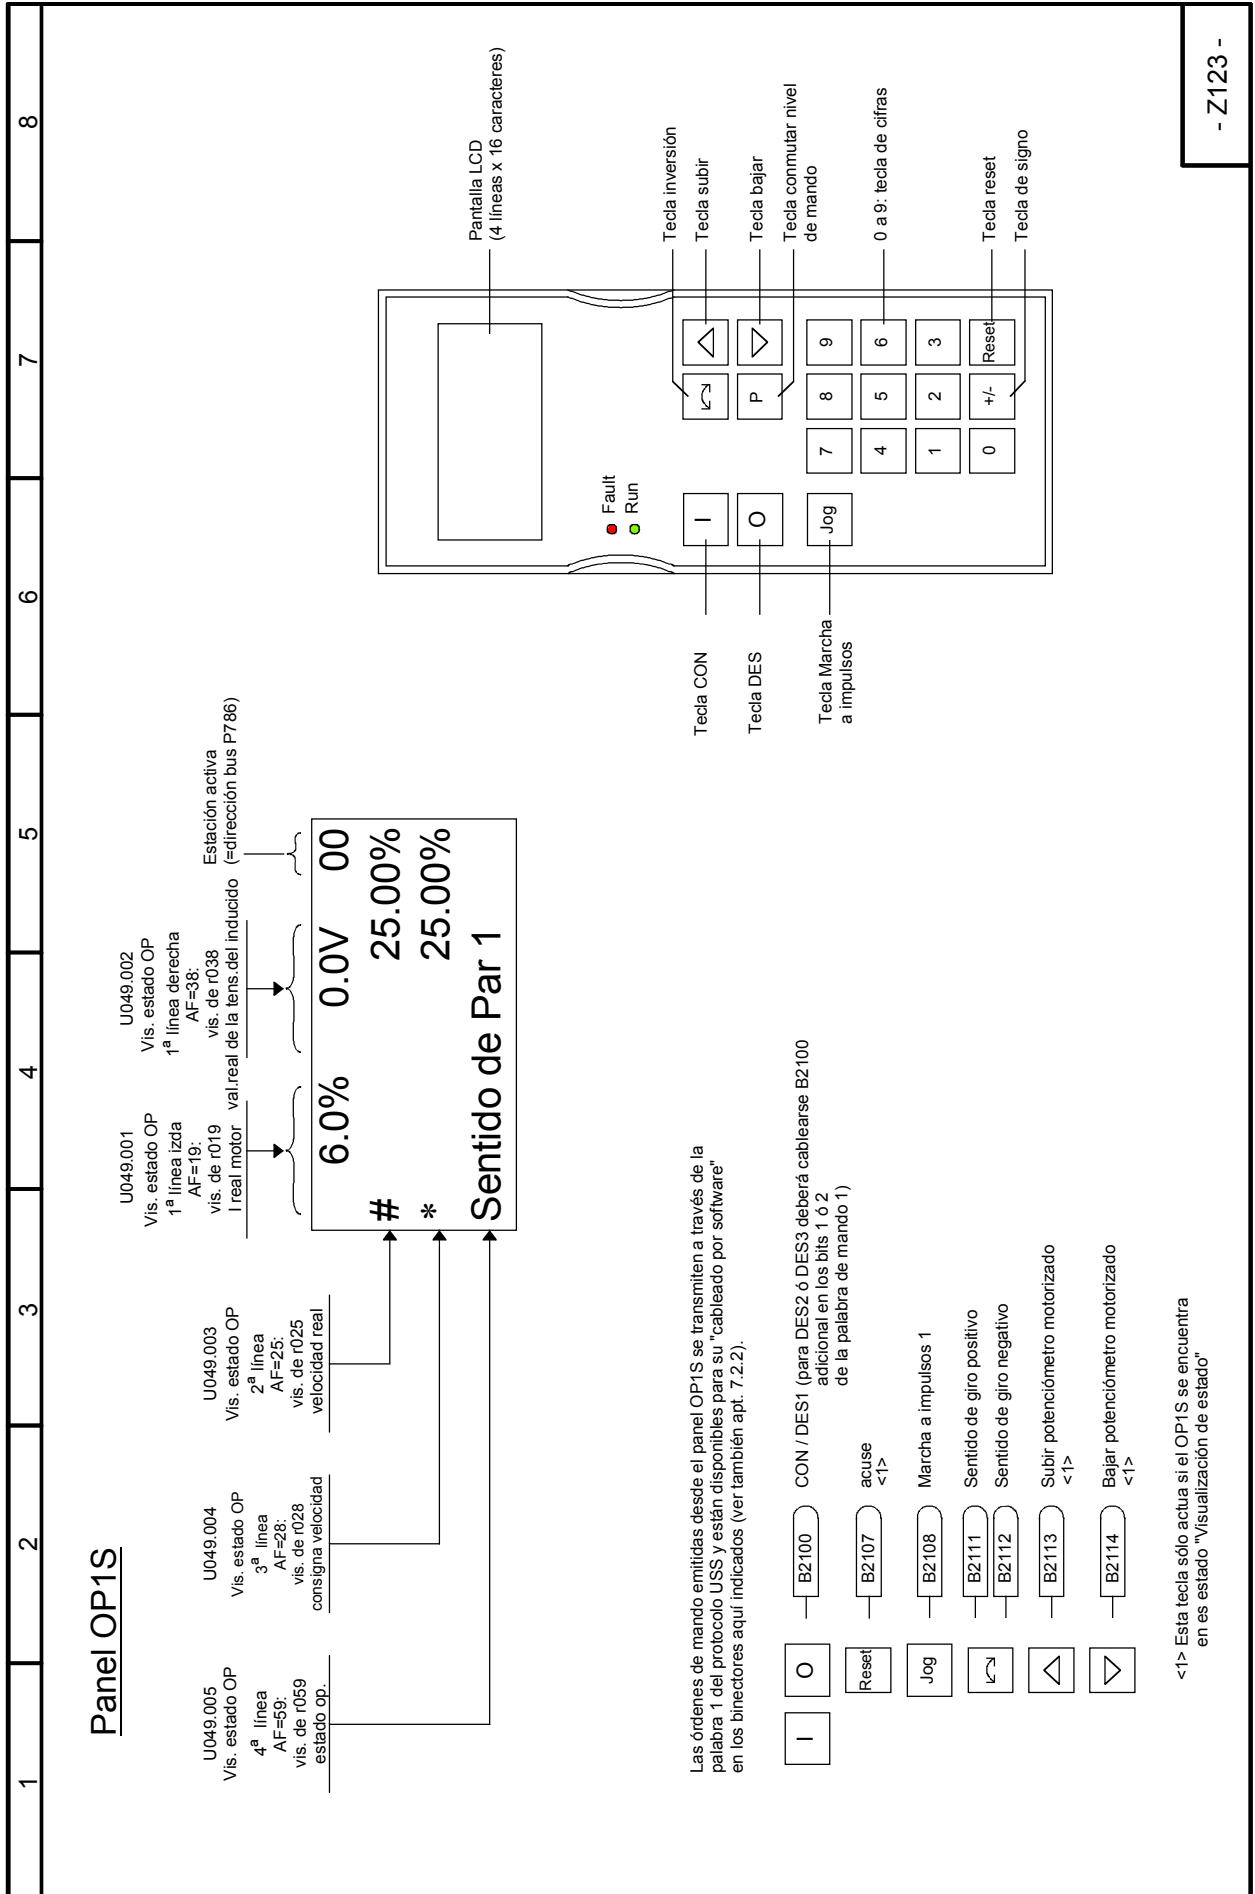 1
2
3
4
5
6
7
8
Panel OP1S
U049.005
Vis. estado OP
4ª línea
AF=59:
vis. de r059
estado op.
U049.004
Vis. estado OP
3ª línea
AF=28:
vis. de r028
consigna velocidad
U049.003
Vis. estado OP
2ª línea
AF=25:
vis. de r025
velocidad real
U049.001
Vis. estado OP
1ª línea izda
AF=19:
vis. de r019
I real motor
U049.002
Vis. estado OP
1ª línea derecha
AF=38:
vis. de r038
val.real de la tens.del inducido
Estación activa
(=dirección bus P786)
6.0% 0.0V 00
# 25.00%
* 25.00%
Sentido de Par 1
Pantalla LCD
(4 líneas x 16 caracteres)
Fault
Run
Tecla CON
Tecla DES
Tecla Marcha
a impulsos
I
O
Jog
P
7 8 9
4 5 6
1 2 3
0 +/- Reset
Tecla inversión
Tecla subir
Tecla bajar
Tecla conmutar nivel
de mando
0 a 9: tecla de cifras
Tecla reset
Tecla de signo
Las órdenes de mando emitidas desde el panel OP1S se transmiten a través de la
palabra 1 del protocolo USS y están disponibles para su "cableado por software"
en los binectores aquí indicados (ver también apt. 7.2.2).
I O B2100 CON / DES1 (para DES2 ó DES3 deberá cablearse B2100
adicional en los bits 1 ó 2
de la palabra de mando 1)
Reset B2107 acuse
<1>
Jog B2108 Marcha a impulsos 1
B2111 Sentido de giro positivo
B2112 Sentido de giro negativo
B2113 Subir potenciómetro motorizado
<1>
B2114 Bajar potenciómetro motorizado
<1>
<1> Esta tecla sólo actua si el OP1S se encuentra
en es estado "Visualización de estado"
- Z123 -